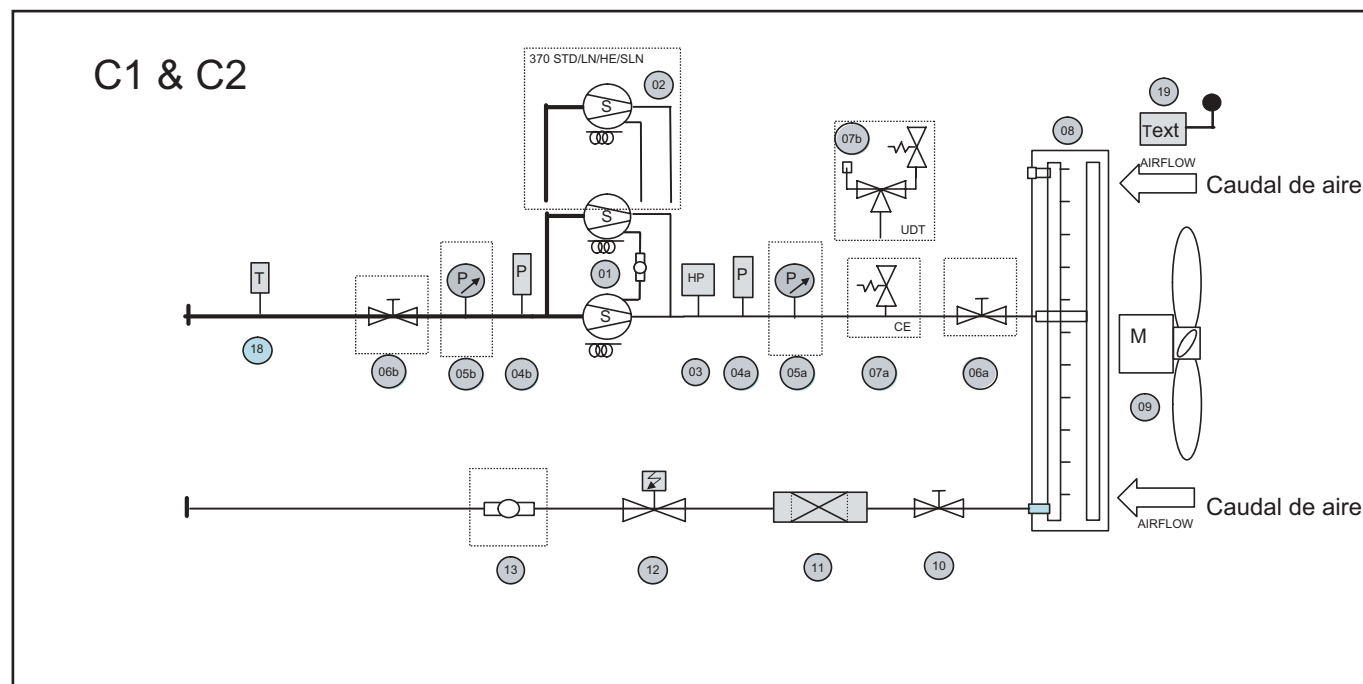 C1 & C2
370 STD/LN/HE/SLN
02
S
19
Text
08
07b
AIRFLOW
Caudal de aire
S
UDT
T
P
P
01
HP
P
P
S
CE
M
18
06b
05b
04b
03
04a
05a
07a
06a
09
Caudal de aire
AIRFLOW
13
12
11
10